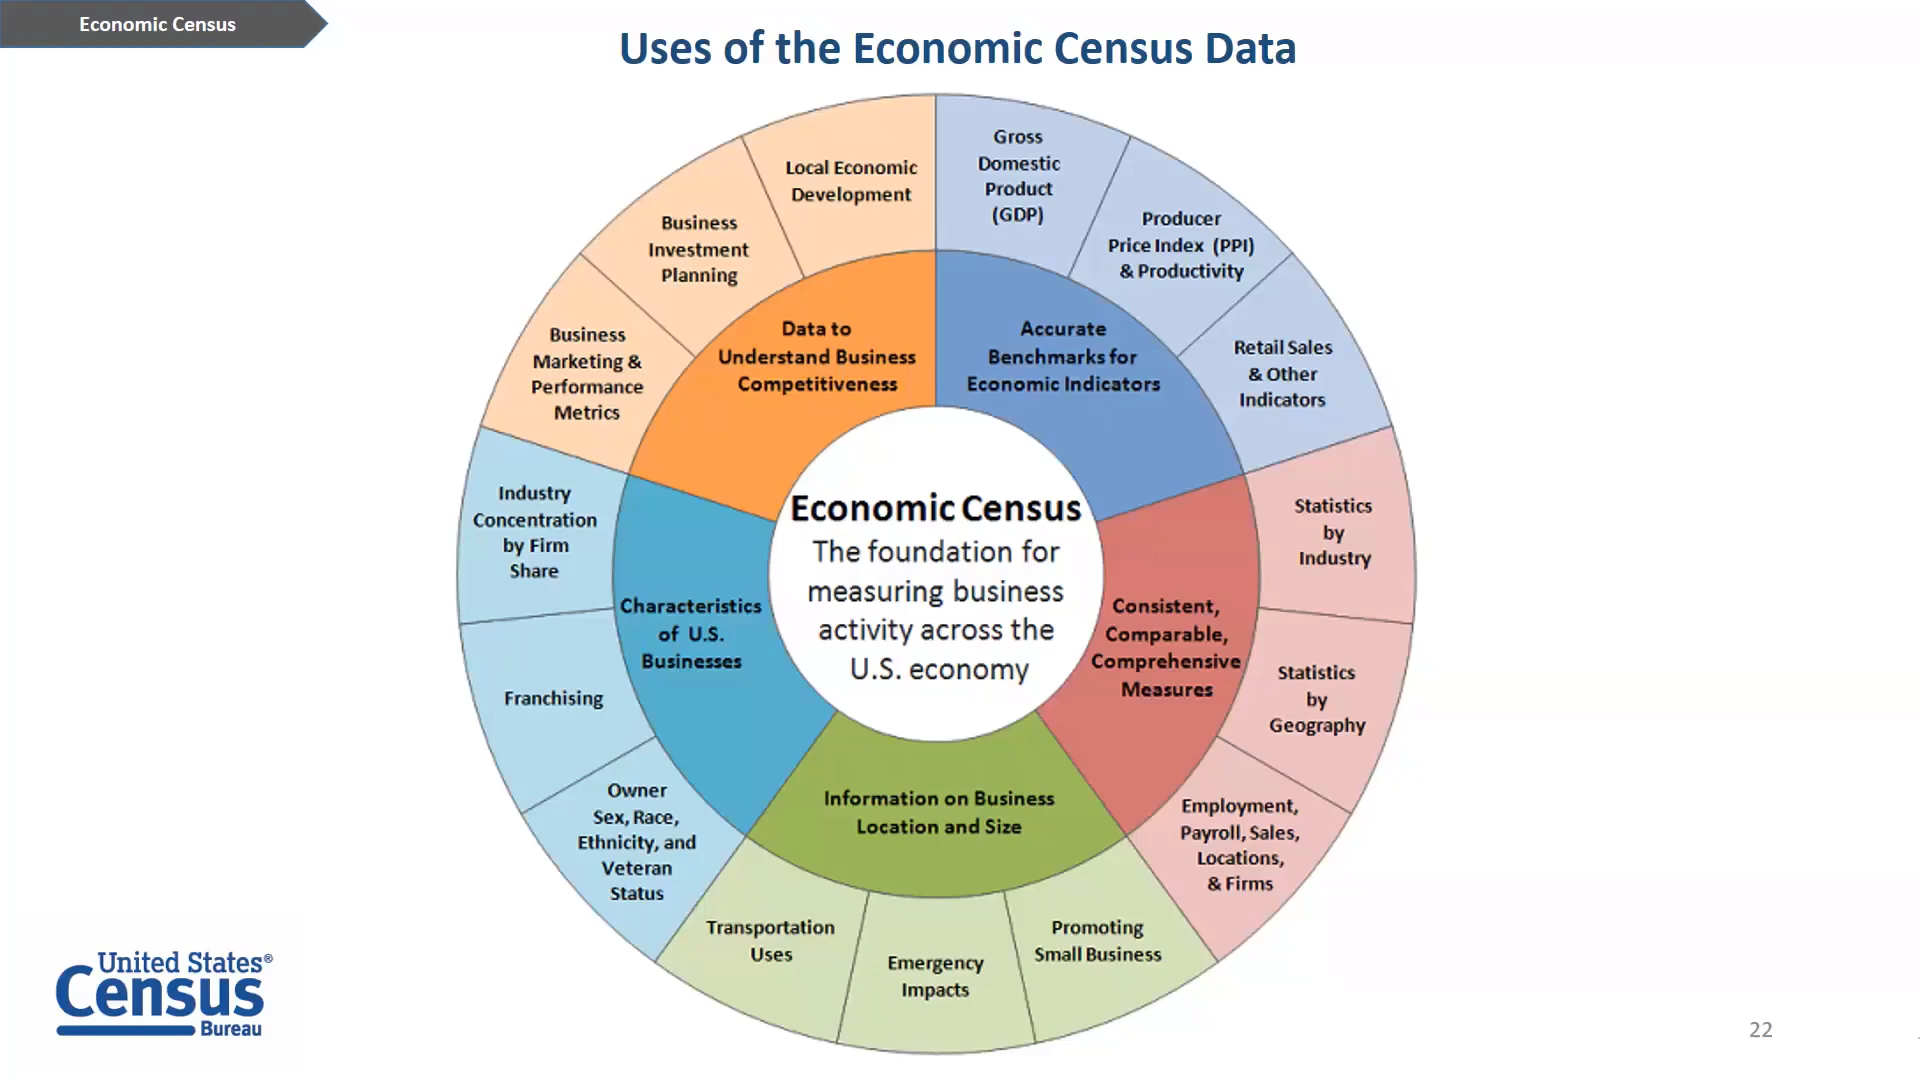 Economic Census
Uses of the Economic Census Data
Gross
Domestic
Product
(GDP)
Producer
Price Index (PPI)
& Productivity
Retail Sales
& Other
Indicators
Accurate
Benchmarks for
Economic Indicators
Statistics
by
Industry
Statistics
by
Geography
Employment,
Payroll, Sales,
Locations,
& Firms
Consistent,
Comparable,
Comprehensive
Measures
Promoting
Small Business
Emergency
Impacts
Transportation
Uses
Information on Business
Location and Size
Owner
Sex, Race,
Ethnicity, and
Veteran
Status
Franchising
Industry
Concentration
by Firm
Share
Characteristics
of U.S.
Businesses
Business
Marketing &
Performance
Metrics
Business
Investment
Planning
Local Economic
Development
Data to
Understand Business
Competitiveness
Economic Census
The foundation for
measuring business
activity across the
U.S. economy
United States®
Census
Bureau
22